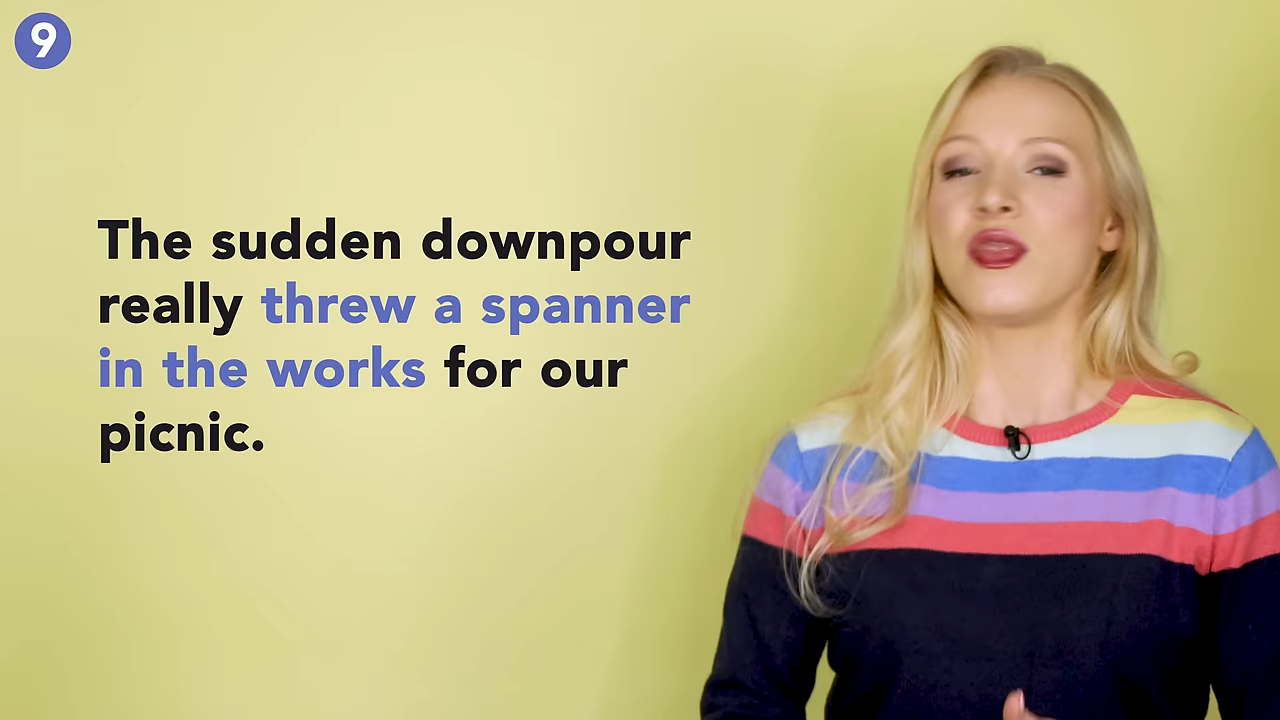 9
The sudden downpour
really threw a spanner
in the works for our
picnic.